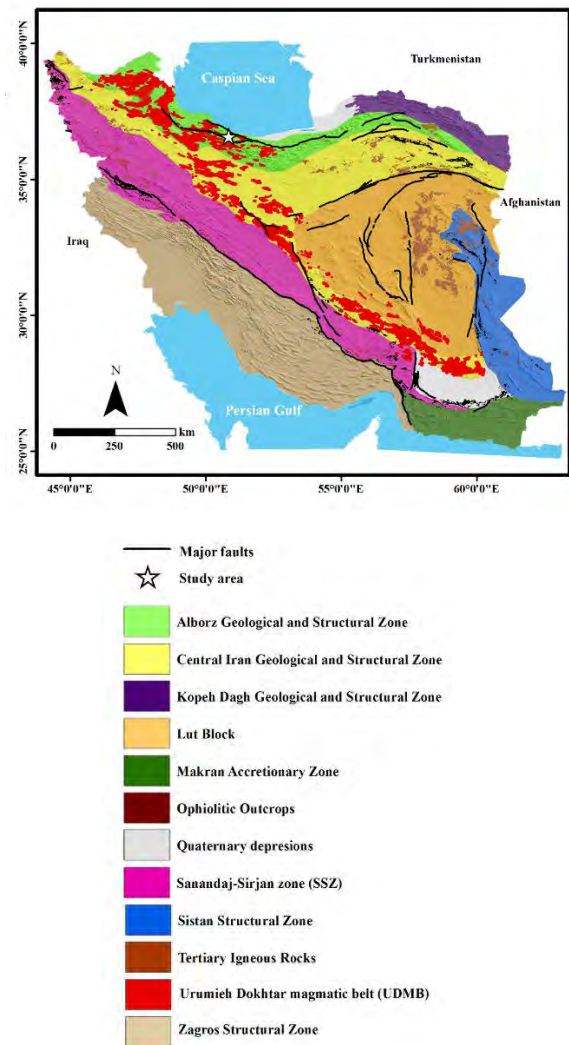 40°0'0"N
Turkmenistan
Caspian Sea
35°0'0"N
Afghanistan
Iraq
30°0'0"N
N
Persian Gulf
0 250 500 km
25°0'0"N
45°0'0"E 50°0'0"E 55°0'0"E 60°0'0"E
Major faults
Study area
Alborz Geological and Structural Zone
Central Iran Geological and Structural Zone
Kopeh Dagh Geological and Structural Zone
Lut Block
Makran Accretionary Zone
Ophiolitic Outcrops
Quaternary depresions
Sanandaj-Sirjan zone (SSZ)
Sistan Structural Zone
Tertiary Igneous Rocks
Urumieh Dokhtar magmatic belt (UDMB)
Zagros Structural Zone